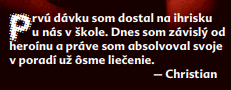 Prvú dávku som dostal na ihrisku
u nás v škole. Dnes som závislý od
heroínu a práve som absolvoval svoje
v poradí už ôsme liečenie.
— Christian